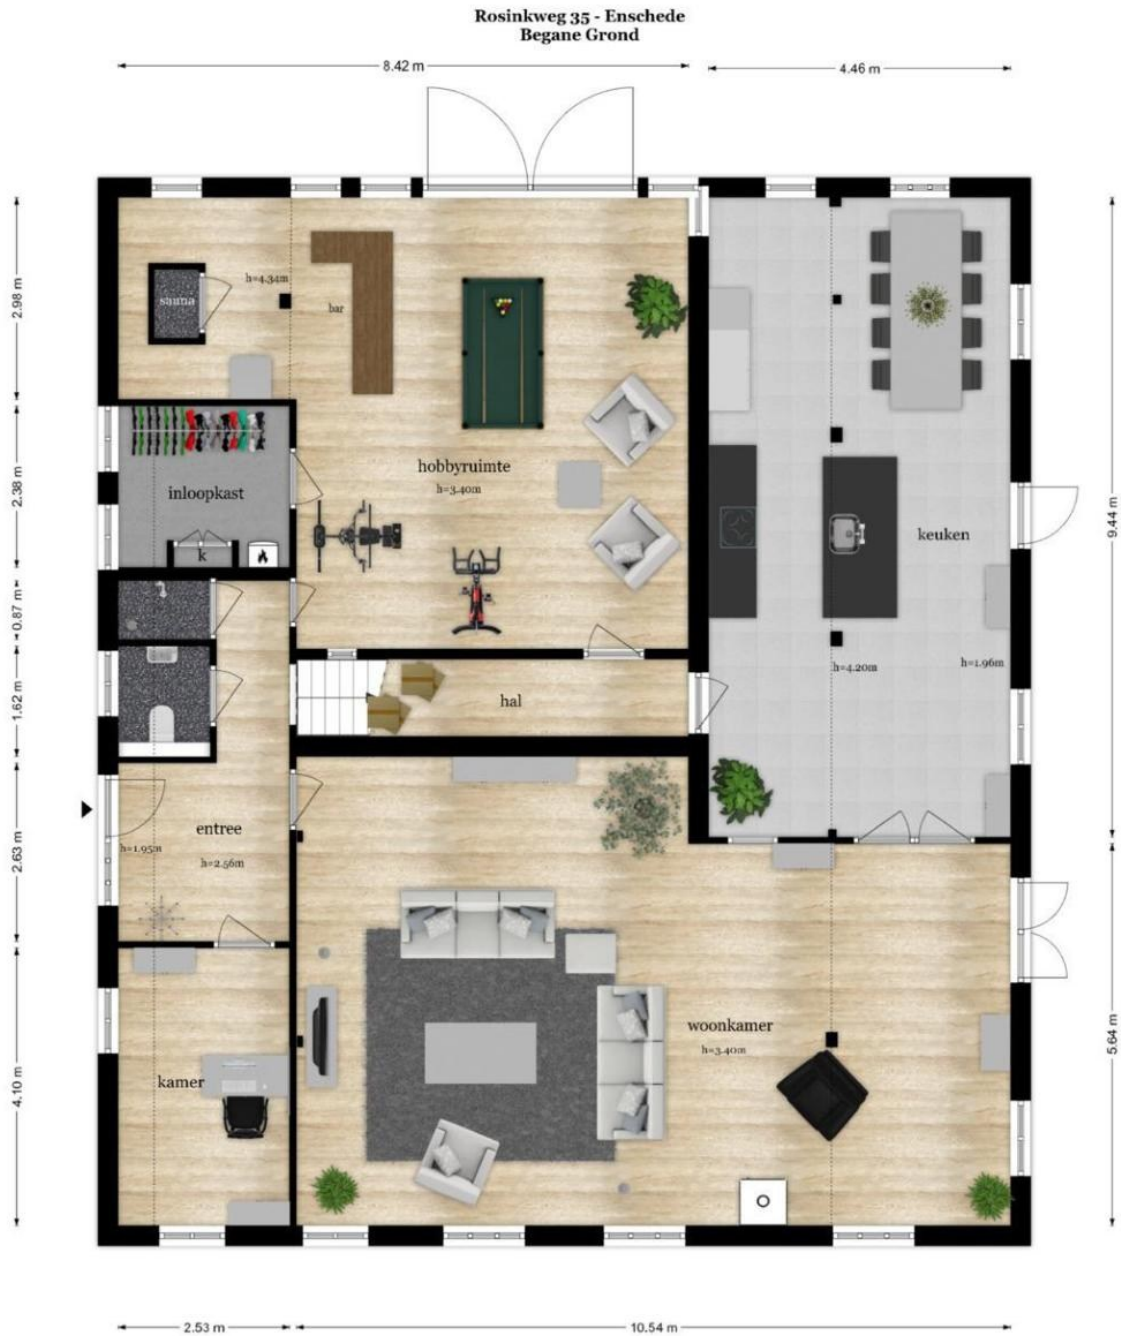 Rosinkweg 35 - Enschede
Begane Grond
8.42 m
4.46 m
2.98 m
2.38 m
0.87 m
1.62 m
2.63 m
4.10 m
sauna
h=4.34m
bar
hobbyruimte
h=3.40m
inloopkast
k
keuken
h=4.20m
h=1.96m
hal
entree
h=1.95m
h=2.56m
kamer
woonkamer
h=3.40m
9.44 m
5.64 m
2.53 m
10.54 m